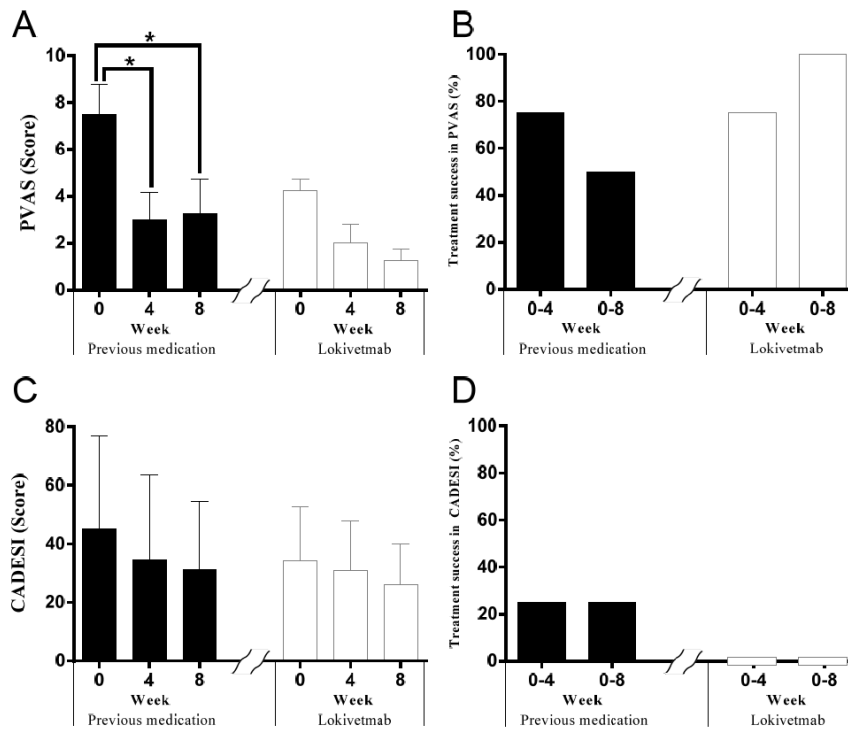 A
PVAS (Score)
10
8
6
4
2
0
*
*
0 4 8 0 4 8
Week Week
Previous medication Lokivetmab
B
Treatment success in PVAS (%)
100
80
60
40
20
0
0-4 0-8 0-4 0-8
Week Week
Previous medication Lokivetmab
C
CADESI (Score)
80
60
40
20
0
0 4 8 0 4 8
Week Week
Previous medication Lokivetmab
D
Treatment success in CADESI (%)
100
80
60
40
20
0
0-4 0-8 0-4 0-8
Week Week
Previous medication Lokivetmab